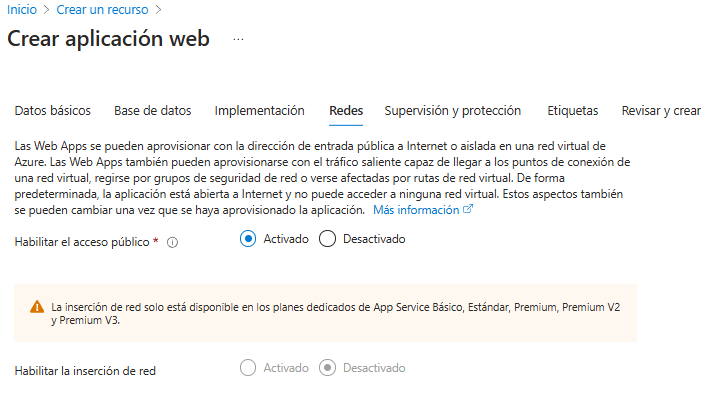 Inicio > Crear un recurso >
Crear aplicación web ...
Datos básicos Base de datos Implementación Redes Supervisión y protección Etiquetas Revisar y crear
Las Web Apps se pueden aprovisionar con la dirección de entrada pública a Internet o aislada en una red virtual de
Azure. Las Web Apps también pueden aprovisionarse con el tráfico saliente capaz de llegar a los puntos de conexión de
una red virtual, regirse por grupos de seguridad de red o verse afectadas por rutas de red virtual. De forma
predeterminada, la aplicación está abierta a Internet y no puede acceder a ninguna red virtual. Estos aspectos también
se pueden cambiar una vez que se haya aprovisionado la aplicación. Más información
Habilitar el acceso público * Activado Desactivado
La inserción de red solo está disponible en los planes dedicados de App Service Básico, Estándar, Premium, Premium V2
y Premium V3.
Habilitar la inserción de red Activado Desactivado